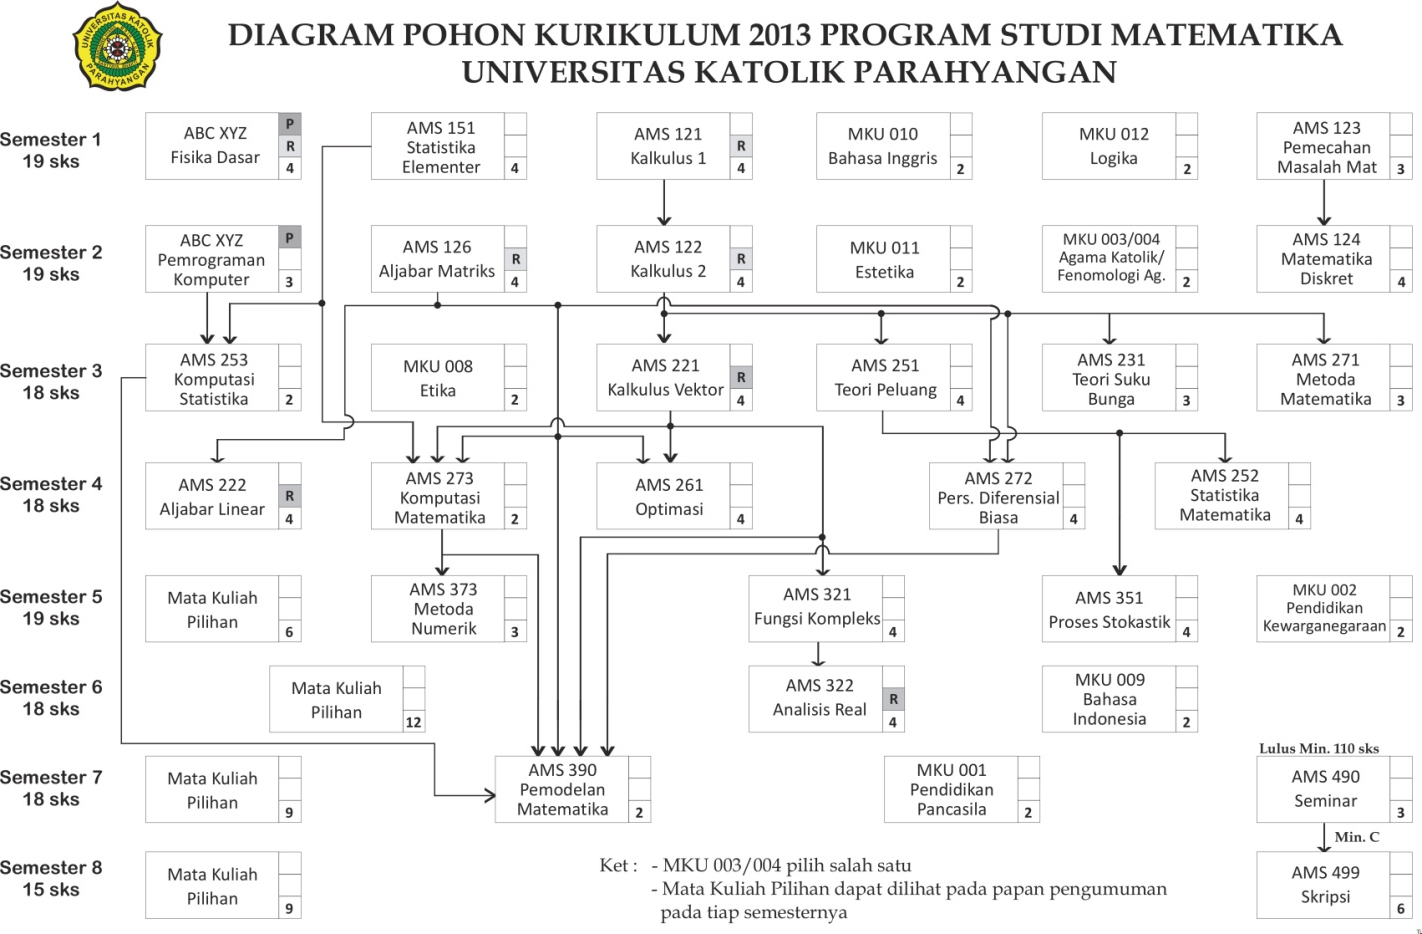 UNIVERSITAS KATOLIK
PARAHYANGAN
DIAGRAM POHON KURIKULUM 2013 PROGRAM STUDI MATEMATIKA
UNIVERSITAS KATOLIK PARAHYANGAN
Semester 1
19 sks
ABC XYZ
Fisika Dasar
P
R
4
AMS 151
Statistika
Elementer
4
AMS 121
Kalkulus 1
R
4
MKU 010
Bahasa Inggris
2
MKU 012
Logika
2
AMS 123
Pemecahan
Masalah Mat
3
Semester 2
19 sks
ABC XYZ
Pemrograman
Komputer
P
3
AMS 126
Aljabar Matriks
R
4
AMS 122
Kalkulus 2
R
4
MKU 011
Estetika
2
MKU 003/004
Agama Katolik/
Fenomologi Ag.
2
AMS 124
Matematika
Diskret
4
Semester 3
18 sks
AMS 253
Komputasi
Statistika
2
MKU 008
Etika
2
AMS 221
Kalkulus Vektor
R
4
AMS 251
Teori Peluang
4
AMS 231
Teori Suku
Bunga
3
AMS 271
Metoda
Matematika
3
Semester 4
18 sks
AMS 222
Aljabar Linear
R
4
AMS 273
Komputasi
Matematika
2
AMS 261
Optimasi
4
AMS 272
Pers. Diferensial
Biasa
4
AMS 252
Statistika
Matematika
4
Semester 5
19 sks
Mata Kuliah
Pilihan
6
AMS 373
Metoda
Numerik
3
AMS 321
Fungsi Kompleks
4
AMS 351
Proses Stokastik
4
MKU 002
Pendidikan
Kewarganegaraan
2
Semester 6
18 sks
Mata Kuliah
Pilihan
12
AMS 322
Analisis Real
R
4
MKU 009
Bahasa
Indonesia
2
Semester 7
18 sks
Mata Kuliah
Pilihan
9
AMS 390
Pemodelan
Matematika
2
MKU 001
Pendidikan
Pancasila
2
Lulus Min. 110 sks
AMS 490
Seminar
3
Min. C
Semester 8
15 sks
Mata Kuliah
Pilihan
9
Ket : - MKU 003/004 pilih salah satu
- Mata Kuliah Pilihan dapat dilihat pada papan pengumuman
pada tiap semesternya
AMS 499
Skripsi
6